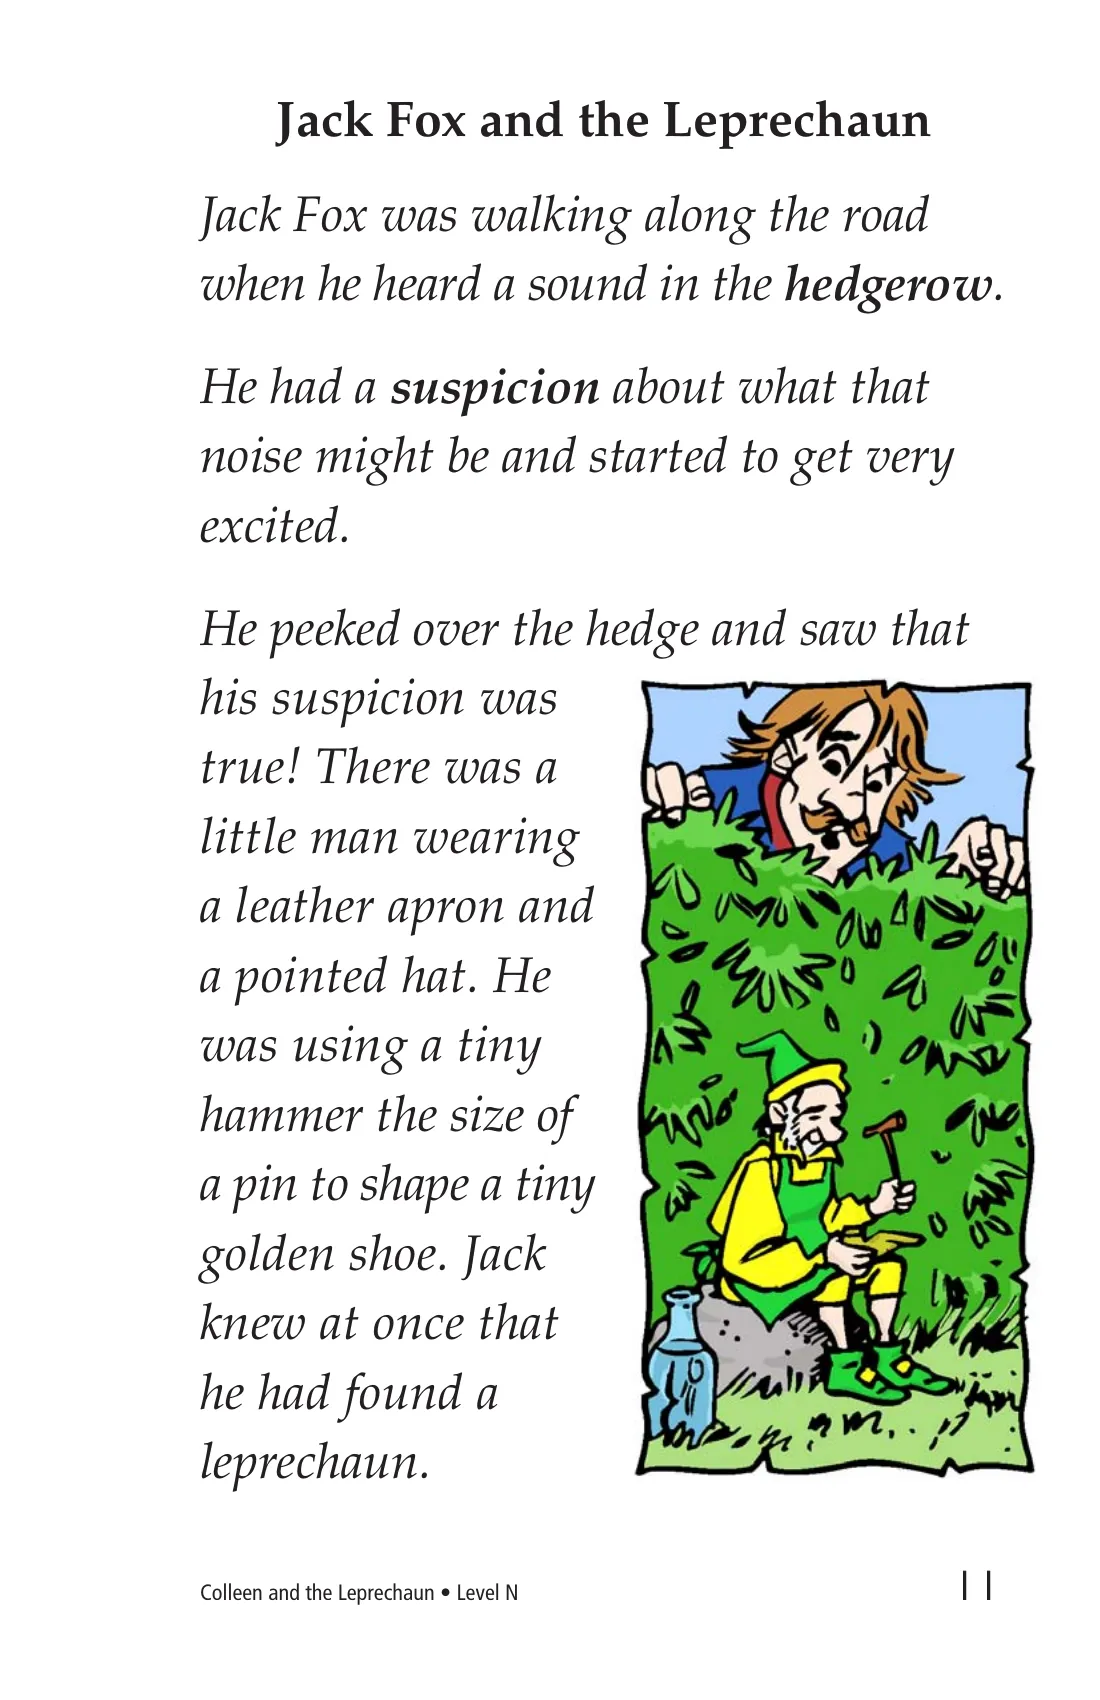 Jack Fox and the Leprechaun
Jack Fox was walking along the road
when he heard a sound in the hedgerow.
He had a suspicion about what that
noise might be and started to get very
excited.
He peeked over the hedge and saw that
his suspicion was
true! There was a
little man wearing
a leather apron and
a pointed hat. He
was using a tiny
hammer the size of
a pin to shape a tiny
golden shoe. Jack
knew at once that
he had found a
leprechaun.
Colleen and the Leprechaun • Level N
11